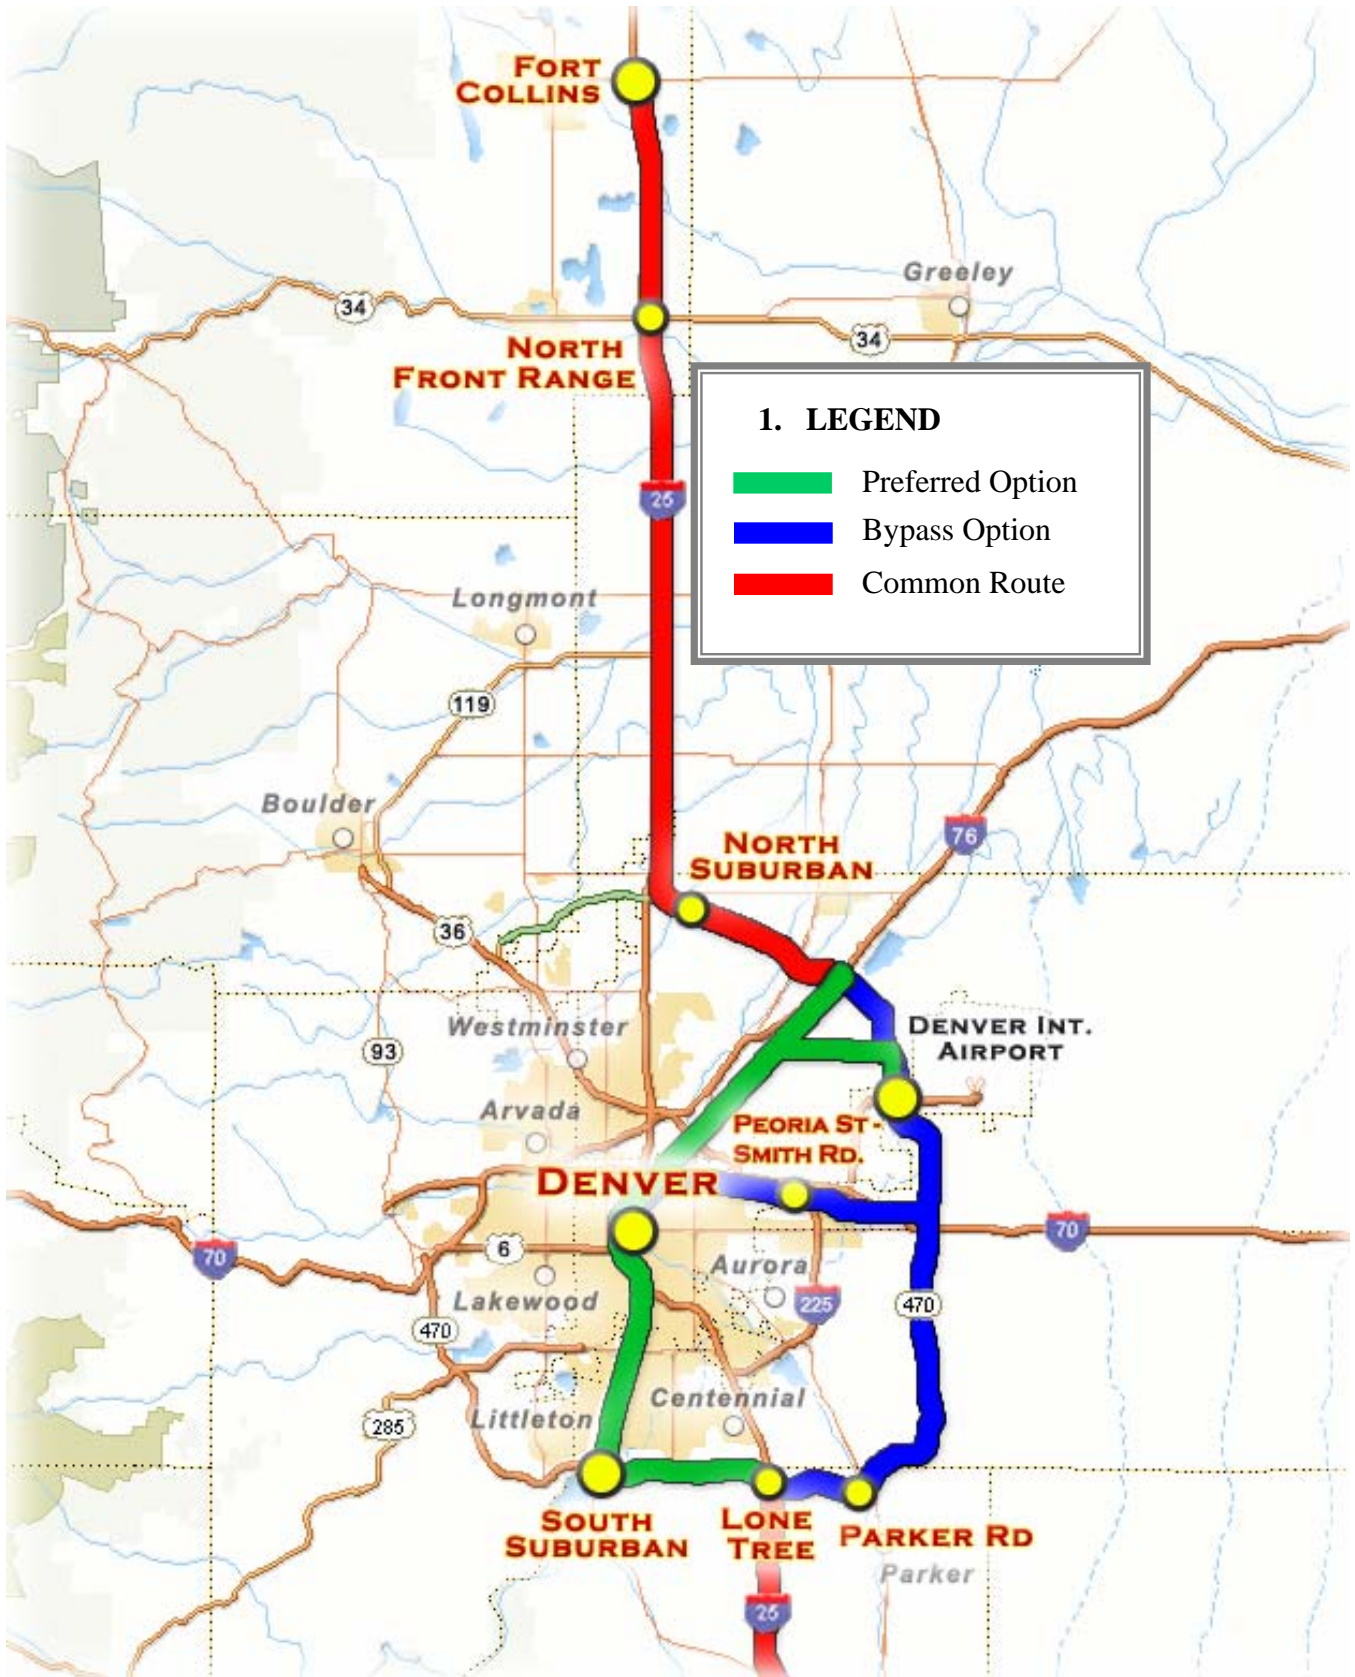 FORT
COLLINS
Greeley
34
34
NORTH
FRONT RANGE
1. LEGEND
Preferred Option
Bypass Option
Common Route
25
Longmont
119
Boulder
76
NORTH
SUBURBAN
36
DENVER INT.
AIRPORT
Westminster
93
Arvada
PEORIA ST-
SMITH RD.
DENVER
70
6
70
Aurora
Lakewood
225
470
470
Centennial
Littleton
285
SOUTH
SUBURBAN
LONE
TREE
PARKER RD
Parker
25